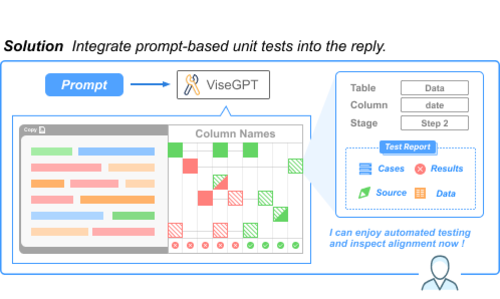 Solution Integrate prompt-based unit tests into the reply.
Prompt
ViseGPT
Copy
Column Names
Table Data
Column date
Stage Step 2
Test Report
Cases Results
Source Data
I can enjoy automated testing
and inspect alignment now !